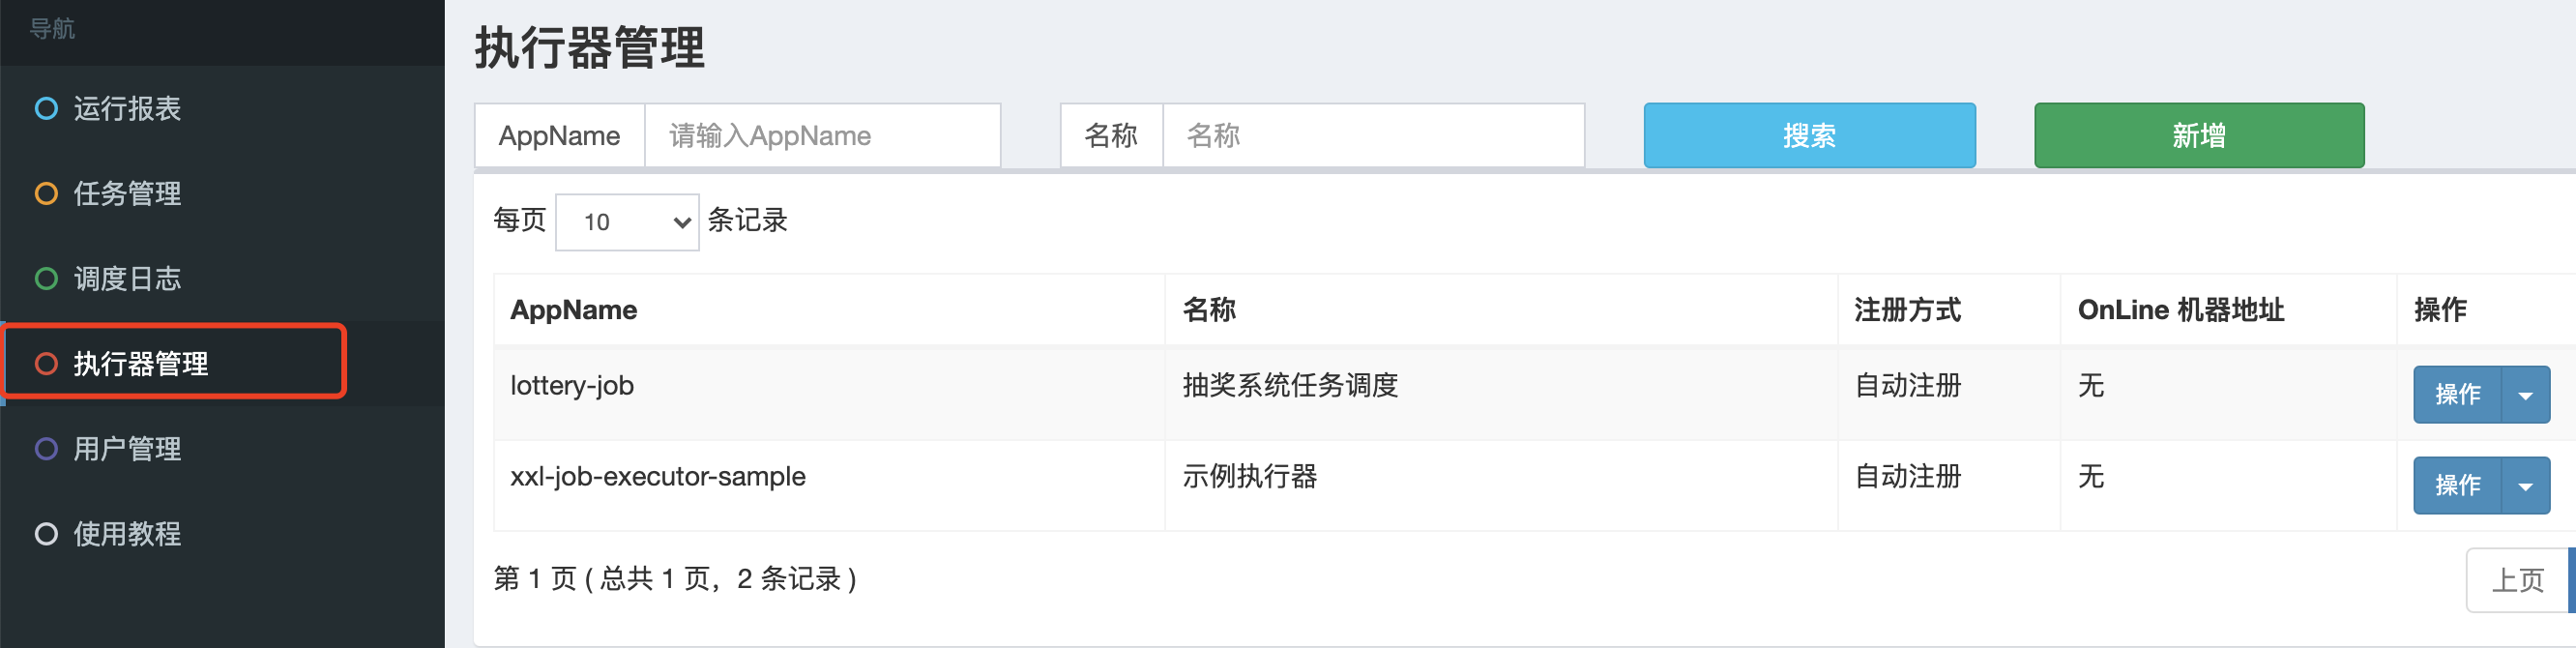 导航
运行报表
任务管理
调度日志
执行器管理
用户管理
使用教程
执行器管理
AppName 请输入AppName 名称 名称 搜索 新增
每页 10 条记录
AppName 名称 注册方式 OnLine 机器地址 操作
lottery-job 抽奖系统任务调度 自动注册 无 操作
xxl-job-executor-sample 示例执行器 自动注册 无 操作
第 1 页 ( 总共 1 页，2 条记录 ) 上页